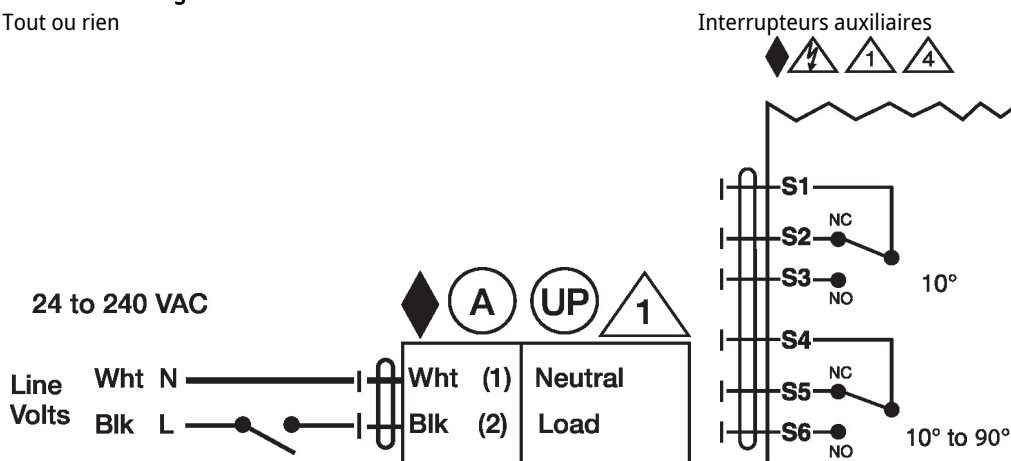 Tout ou rien
Interrupteurs auxiliaires
1 4
S1
NC
S2
S3
NO
10°
S4
NC
S5
S6
NO
10° to 90°
24 to 240 VAC
A UP 1
Line Volts
Wht N
Wht (1) Neutral
Blk L
Blk (2) Load